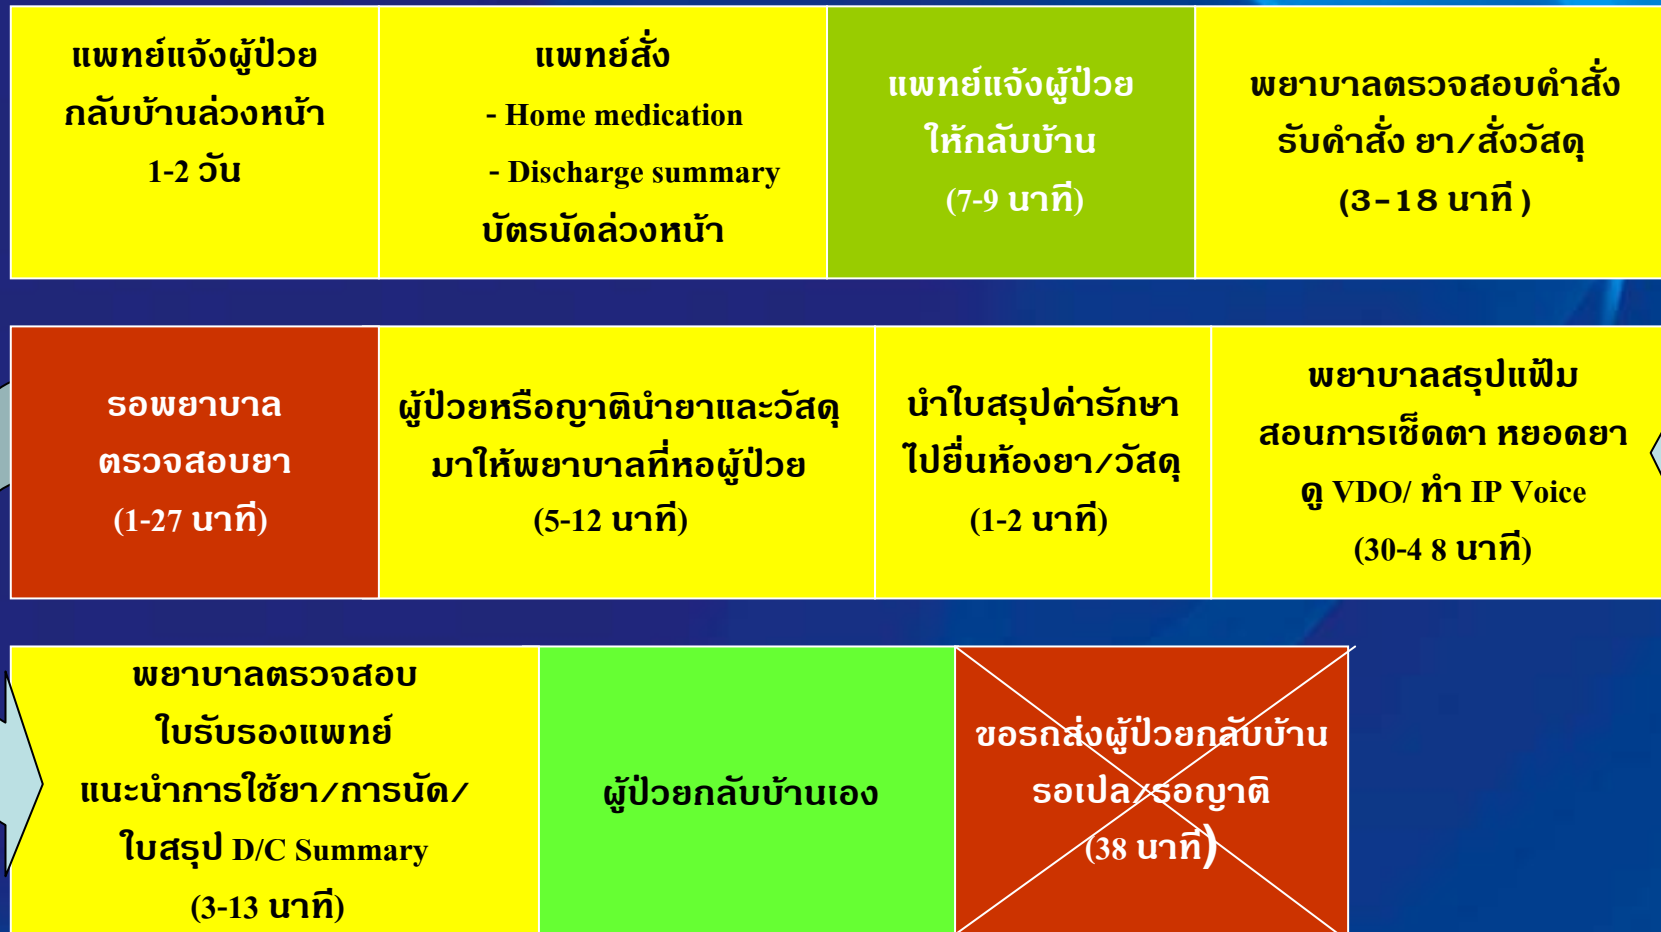 แพทย์แจ้งผู้ป่วย
กลับบ้านล่วงหน้า
1-2 วัน
แพทย์สั่ง
- Home medication
- Discharge summary
บัตรนัดล่วงหน้า
แพทย์แจ้งผู้ป่วย
ให้กลับบ้าน
(7-9 นาที)
พยาบาลตรวจสอบคำสั่ง
รับคำสั่ง ยา/สั่งวัสดุ
(3-18 นาที )
รอพยาบาล
ตรวจสอบยา
(1-27 นาที)
ผู้ป่วยหรือญาตินำยาและวัสดุ
มาให้พยาบาลที่หอผู้ป่วย
(5-12 นาที)
นำใบสรุปค่ารักษา
ไปยื่นห้องยา/วัสดุ
(1-2 นาที)
พยาบาลสรุปแฟ้ม
สอนการเช็ดตา หยอดยา
ดู VDO/ ทำ IP Voice
(30-4 8 นาที)
พยาบาลตรวจสอบ
ใบรับรองแพทย์
แนะนำการใช้ยา/การนัด/
ใบสรุป D/C Summary
(3-13 นาที)
ผู้ป่วยกลับบ้านเอง
ขอรถส่งผู้ป่วยกลับบ้าน
รอเปล/รอญาติ
(38 นาที)